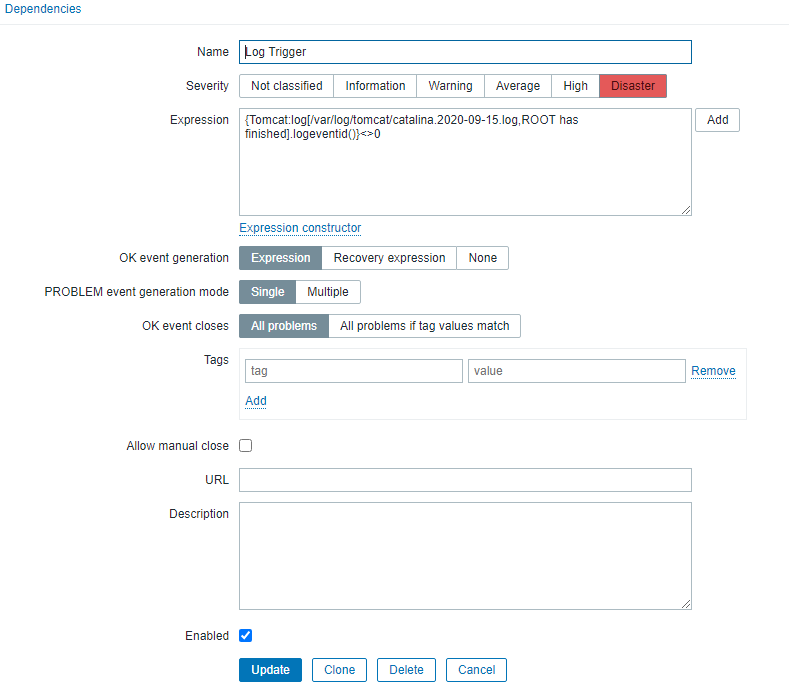 Dependencies
Name Log Trigger
Severity Not classified Information Warning Average High Disaster
Expression {Tomcat:log[/var/log/tomcat/catalina.2020-09-15.log,ROOT has Add
finished].logeventid()}<>0
Expression constructor
OK event generation Expression Recovery expression None
PROBLEM event generation mode Single Multiple
OK event closes All problems All problems if tag values match
Tags tag value Remove
Add
Allow manual close
URL
Description
Enabled
Update Clone Delete Cancel